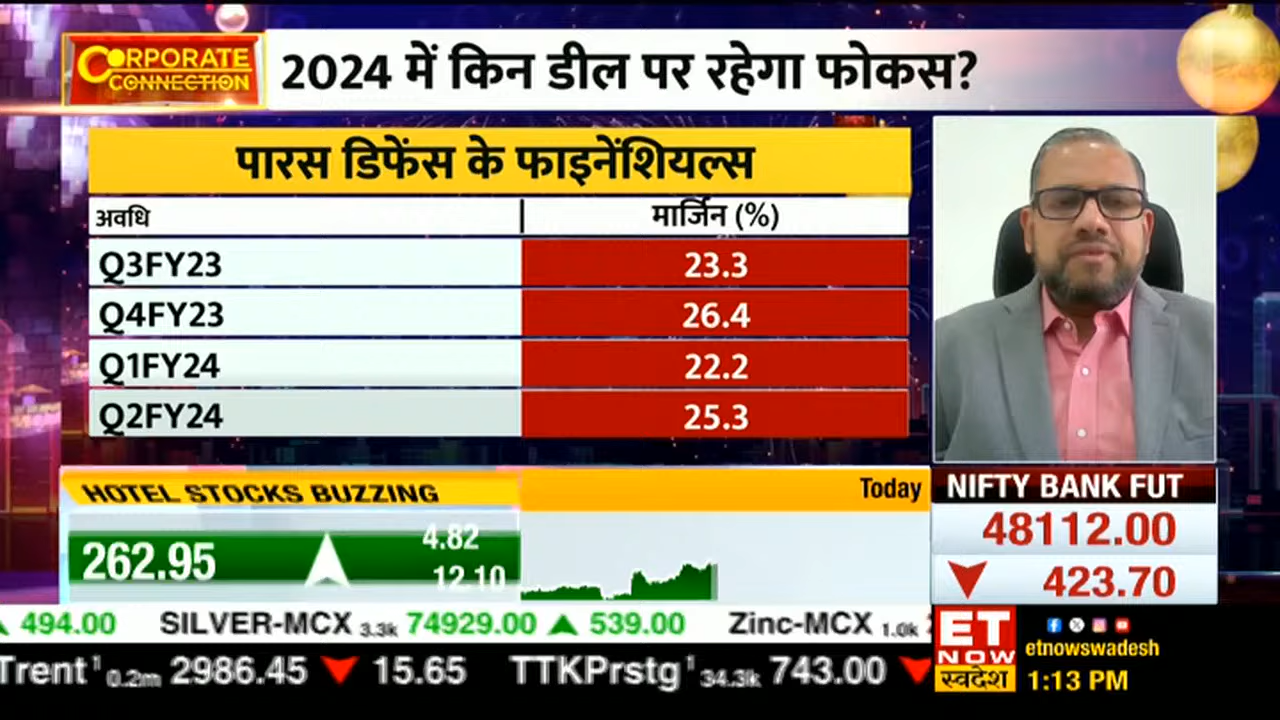 CORPORATE
CONNECTION
2024 में किन डील पर रहेगा फोकस?
पारस डिफेंस के फाइनेंशियल्स
अवधि मार्जिन (%)
Q3FY23 23.3
Q4FY23 26.4
Q1FY24 22.2
Q2FY24 25.3
HOTEL STOCKS BUZZING Today
262.95 4.82
12.10
NIFTY BANK FUT
48112.00
423.70
494.00 SILVER-MCX 3.3k 74929.00 539.00 Zinc-MCX 1.0k
Trent 0.2m 2986.45 15.65 TTKPrstg 34.3k 743.00
ET
NOW
स्वदेश
etnowswadesh
1:13 PM